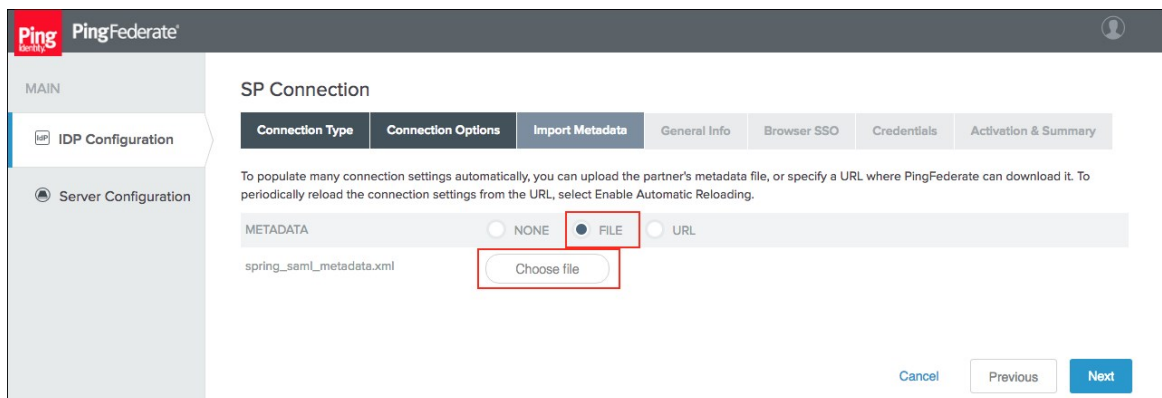 Ping
Identity.
PingFederate®
MAIN
IdP
IDP Configuration
Server Configuration
SP Connection
Connection Type
Connection Options
Import Metadata
General Info
Browser SSO
Credentials
Activation & Summary
To populate many connection settings automatically, you can upload the partner's metadata file, or specify a URL where PingFederate can download it. To
periodically reload the connection settings from the URL, select Enable Automatic Reloading.
METADATA
NONE
FILE
URL
spring_saml_metadata.xml
Choose file
Cancel
Previous
Next